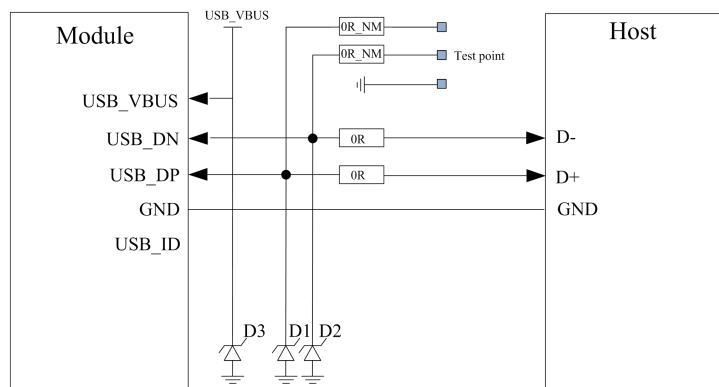 USB_VBUS
Module
Host
0R_NM
0R_NM
Test point
USB_VBUS
USB_DN
0R
D-
USB_DP
0R
D+
GND
GND
USB_ID
D3
D1
D2